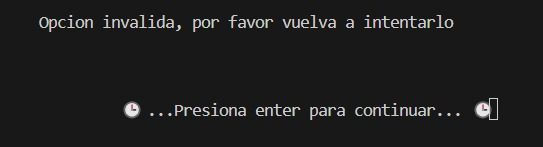 Opcion invalida, por favor vuelva a intentarlo
🕒 ...Presiona enter para continuar... 🕒